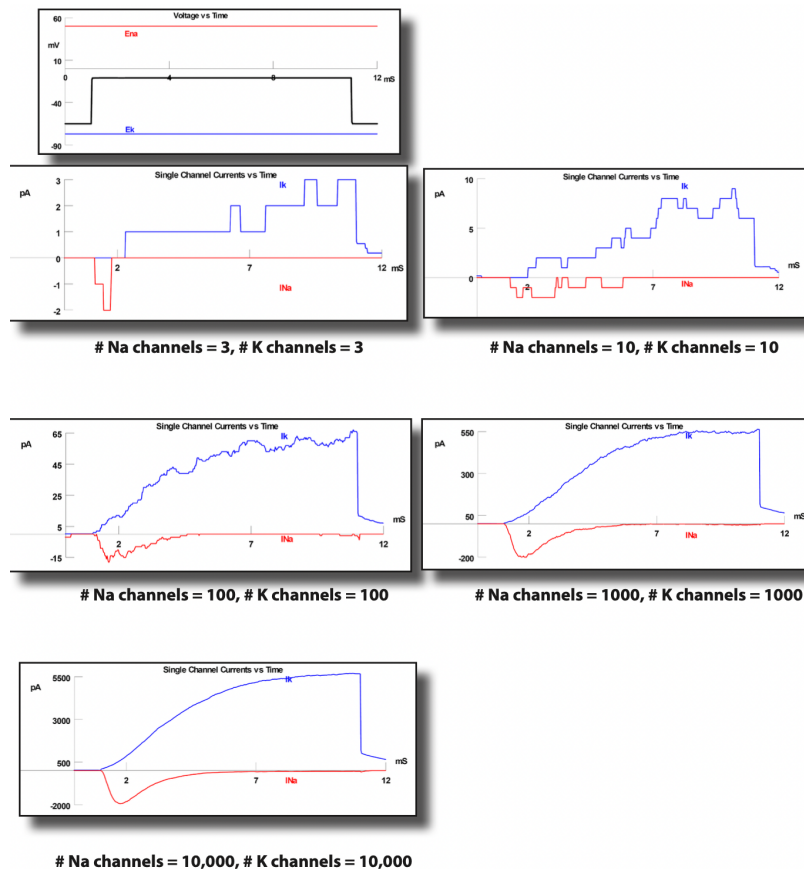 Voltage vs Time
60
Ena
mV
10
0
4
8
12
mS
-40
Ek
-90
Single Channel Currents vs Time
3
Ik
pA
2
1
0
2
7
12
mS
-1
INa
-2
# Na channels = 3, # K channels = 3
Single Channel Currents vs Time
10
Ik
pA
5
0
2
7
12
mS
INa
# Na channels = 10, # K channels = 10
Single Channel Currents vs Time
65
Ik
pA
45
25
5
mS
2
7
12
INa
-15
# Na channels = 100, # K channels = 100
Single Channel Currents vs Time
550
Ik
pA
300
50
mS
2
7
12
INa
-200
# Na channels = 1000, # K channels = 1000
Single Channel Currents vs Time
5500
Ik
pA
3000
500
mS
2
7
12
INa
-2000
# Na channels = 10,000, # K channels = 10,000